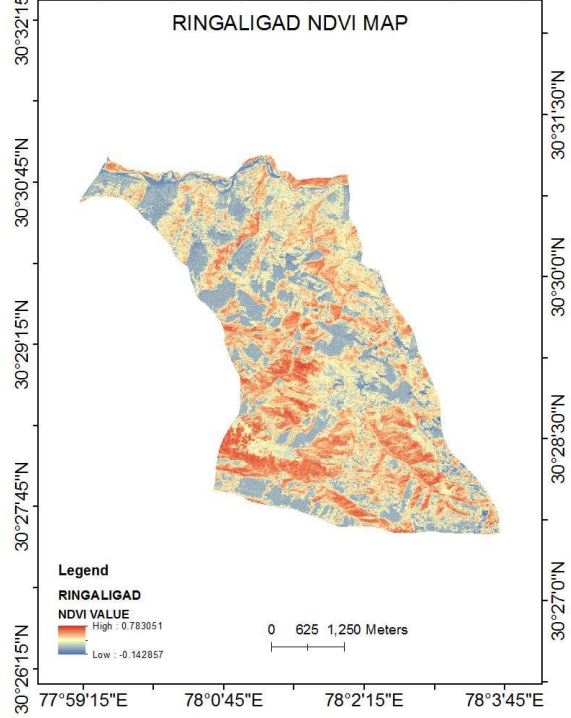 RINGALIGAD NDVI MAP
30°32'15"N
30°30'45"N
30°29'15"N
30°27'45"N
30°26'15"N
30°31'30"N
30°30'0"N
30°28'30"N
30°27'0"N
Legend
RINGALIGAD
NDVI VALUE
High : 0.783051
Low : -0.142857
0 625 1,250 Meters
77°59'15"E 78°0'45"E 78°2'15"E 78°3'45"E